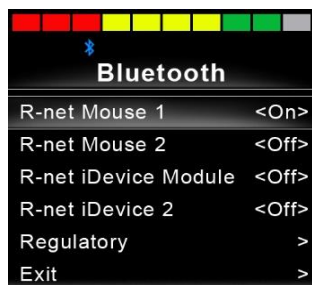 Bluetooth
R-net Mouse 1 <On>
R-net Mouse 2 <Off>
R-net iDevice Module <Off>
R-net iDevice 2 <Off>
Regulatory >
Exit >